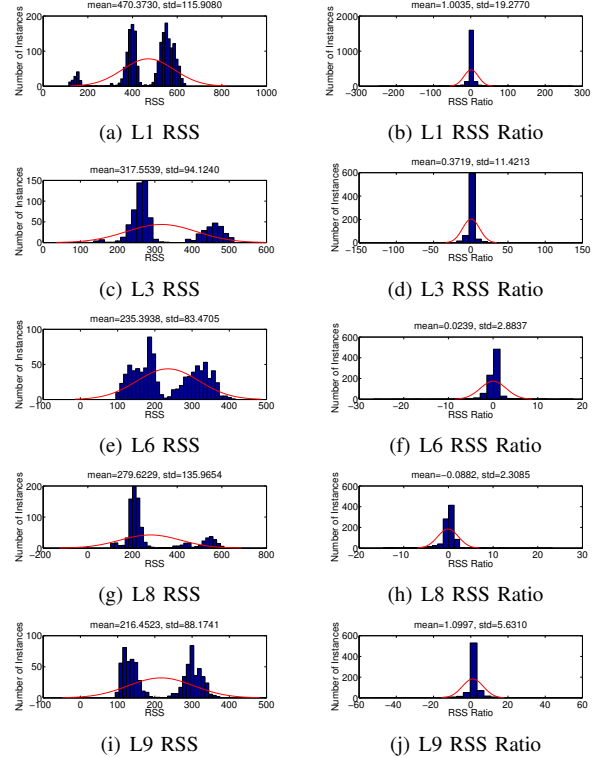 mean=470.3730, std=115.9080
Number of Instances
200
100
0
0 200 400 600 800 1000
RSS
(a) L1 RSS
mean=1.0035, std=19.2770
Number of Instances
2000
1000
0
−300 −200 −100 0 100 200 300
RSS Ratio
(b) L1 RSS Ratio
mean=317.5539, std=94.1240
Number of Instances
150
100
50
0
0 100 200 300 400 500 600
RSS
(c) L3 RSS
mean=0.3719, std=11.4213
Number of Instances
600
400
200
0
−150 −100 −50 0 50 100 150
RSS Ratio
(d) L3 RSS Ratio
mean=235.3938, std=83.4705
Number of Instances
100
50
0
−100 0 100 200 300 400 500
RSS
(e) L6 RSS
mean=0.0239, std=2.8837
Number of Instances
600
400
200
0
−30 −20 −10 0 10 20
RSS Ratio
(f) L6 RSS Ratio
mean=279.6229, std=135.9654
Number of Instances
200
100
0
−200 0 200 400 600 800
RSS
(g) L8 RSS
mean=−0.0882, std=2.3085
Number of Instances
600
400
200
0
−20 −10 0 10 20 30
RSS Ratio
(h) L8 RSS Ratio
mean=216.4523, std=88.1741
Number of Instances
100
50
0
−100 0 100 200 300 400 500
RSS
(i) L9 RSS
mean=1.0997, std=5.6310
Number of Instances
600
400
200
0
−60 −40 −20 0 20 40 60
RSS Ratio
(j) L9 RSS Ratio